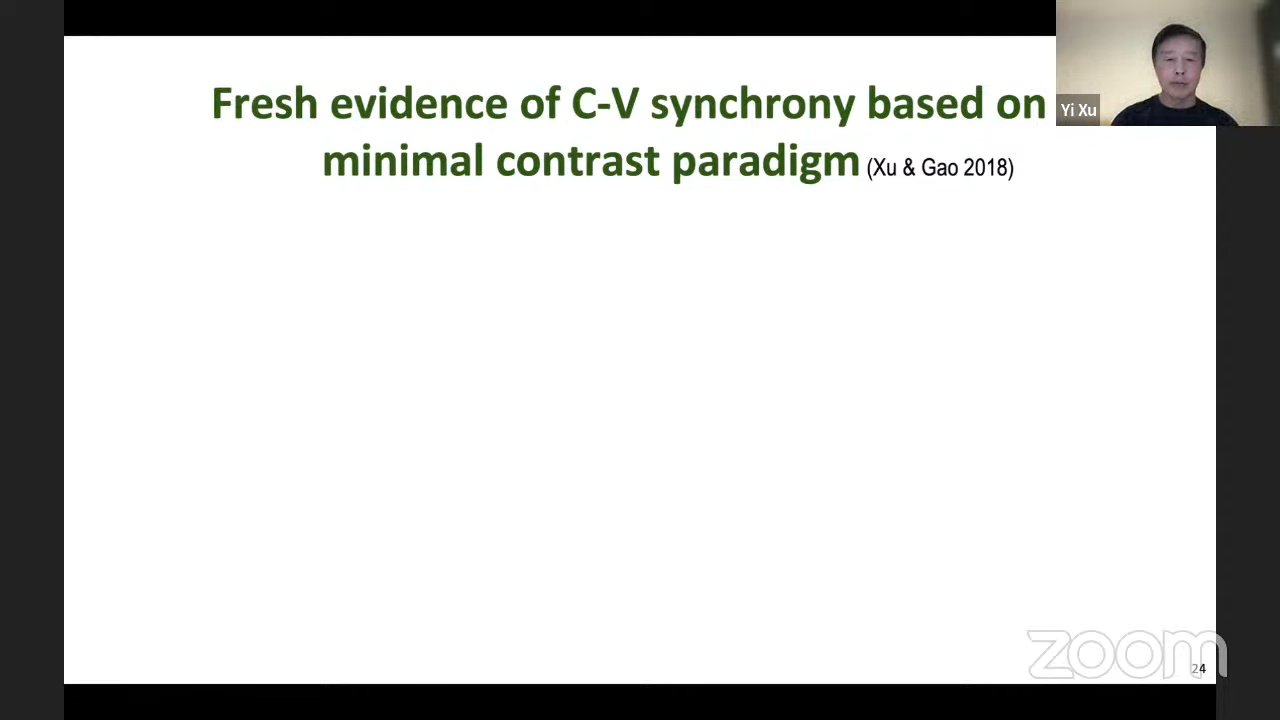 Fresh evidence of C-V synchrony based on
minimal contrast paradigm (Xu & Gao 2018)
Yi Xu
zoom
24